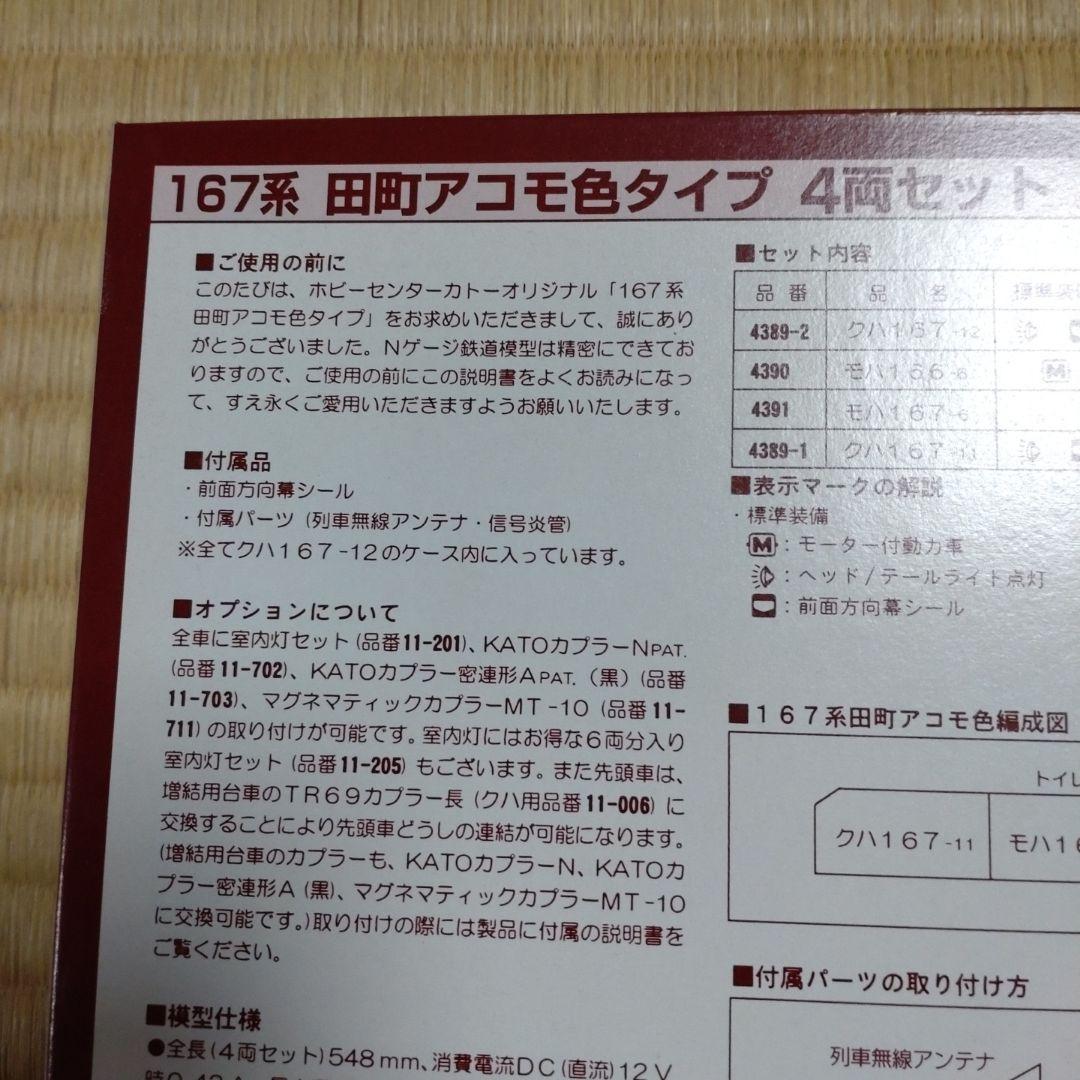 167系 田町アコモ色タイプ 4両セット
■ご使用の前に
このたびは、ホビーセンターカトーオリジナル「167系
田町アコモ色タイプ」をお求めいただきまして、誠にあり
がとうございました。Nゲージ鉄道模型は精密にできてお
りますので、ご使用の前にこの説明書をよくお読みになっ
て、すえ永くご愛用いただきますようお願いいたします。
■付属品
・前面方向幕シール
・付属パーツ (列車無線アンテナ・信号炎管)
※全てクハ167-12のケース内に入っています。
■オプションについて
全車に室内灯セット (品番11-201)、KATOカプラーNPAT.
(品番11-702)、KATOカプラー密連形APAT. (黒) (品番
11-703)、マグネマティックカプラーMT-10 (品番11-
711) の取り付けが可能です。室内灯にはお得な6両分入り
室内灯セット (品番11-205) もございます。また先頭車は、
増結用台車のTR69カプラー長 (クハ用品番11-006) に
交換することにより先頭車どうしの連結が可能になります。
(増結用台車のカプラーも、KATOカプラーN、KATOカ
プラー密連形A (黒)、マグネマティックカプラーMT-10
に交換可能です。)取り付けの際には製品に付属の説明書を
ご覧ください。
■模型仕様
●全長(4両セット)548mm、消費電流DC(直流)12V
■セット内容
品番 品名 標準装備
4389-2 クハ167-12
4390 モハ166-6 M
4391 モハ167-6
4389-1 クハ167-11
■表示マークの解説
・標準装備
M : モーター付動力車
: ヘッド/テールライト点灯
: 前面方向幕シール
■167系田町アコモ色編成図
トイレ
クハ167-11 モハ16
■付属パーツの取り付け方
列車無線アンテナ